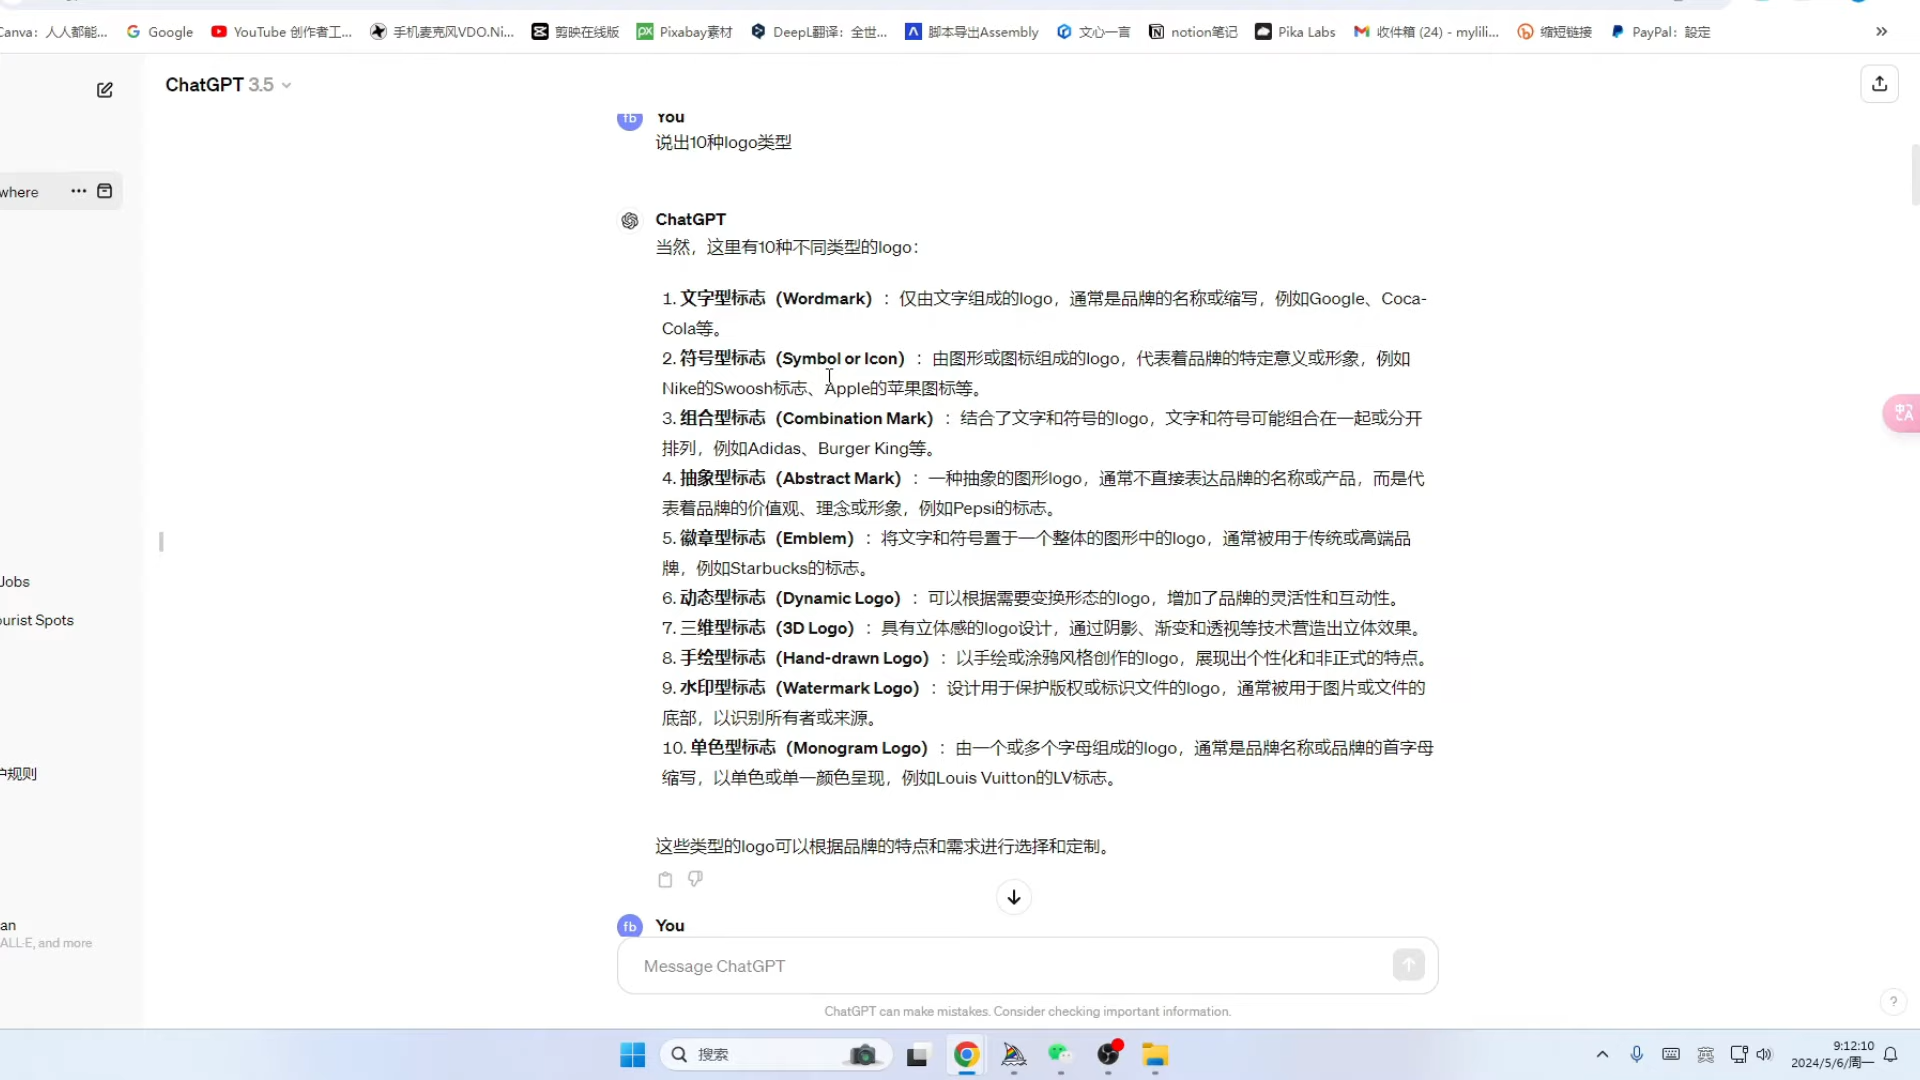 Canva：人人都能...
Google
YouTube 创作者工...
手机麦克风VDO.Ni...
剪映在线版
Pixabay素材
DeepL翻译：全世...
脚本导出Assembly
文心一言
notion笔记
Pika Labs
收件箱 (24) - mylili...
缩短链接
PayPal：設定
ChatGPT 3.5
fb
You
说出10种logo类型
where
ChatGPT
当然，这里有10种不同类型的logo：
1. 文字型标志（Wordmark）：仅由文字组成的logo，通常是品牌的名称或缩写，例如Google、Coca-
Cola等。
2. 符号型标志（Symbol or Icon）：由图形或图标组成的logo，代表着品牌的特定意义或形象，例如
Nike的Swoosh标志、Apple的苹果图标等。
3. 组合型标志（Combination Mark）：结合了文字和符号的logo，文字和符号可能组合在一起或分开
排列，例如Adidas、Burger King等。
4. 抽象型标志（Abstract Mark）：一种抽象的图形logo，通常不直接表达品牌的名称或产品，而是代
表着品牌的价值观、理念或形象，例如Pepsi的标志。
5. 徽章型标志（Emblem）：将文字和符号置于一个整体的图形中的logo，通常被用于传统或高端品
牌，例如Starbucks的标志。
6. 动态型标志（Dynamic Logo）：可以根据需要变换形态的logo，增加了品牌的灵活性和互动性。
7. 三维型标志（3D Logo）：具有立体感的logo设计，通过阴影、渐变和透视等技术营造出立体效果。
8. 手绘型标志（Hand-drawn Logo）：以手绘或涂鸦风格创作的logo，展现出个性化和非正式的特点。
9. 水印型标志（Watermark Logo）：设计用于保护版权或标识文件的logo，通常被用于图片或文件的
底部，以识别所有者或来源。
10. 单色型标志（Monogram Logo）：由一个或多个字母组成的logo，通常是品牌名称或品牌的首字母
缩写，以单色或单一颜色呈现，例如Louis Vuitton的LV标志。
这些类型的logo可以根据品牌的特点和需求进行选择和定制。
Jobs
ourist Spots
护规则
an
ALL·E, and more
fb
You
Message ChatGPT
ChatGPT can make mistakes. Consider checking important information.
?
搜索
英
9:12:10
2024/5/6/周一